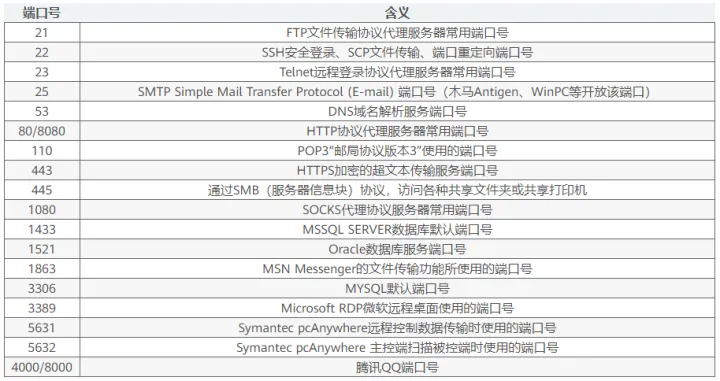 端口号 含义
21 FTP文件传输协议代理服务器常用端口号
22 SSH安全登录、SCP文件传输、端口重定向端口号
23 Telnet远程登录协议代理服务器常用端口号
25 SMTP Simple Mail Transfer Protocol (E-mail) 端口号（木马Antigen、WinPC等开放该端口）
53 DNS域名解析服务端口号
80/8080 HTTP协议代理服务器常用端口号
110 POP3“邮局协议版本3”使用的端口号
443 HTTPS加密的超文本传输服务端口号
445 通过SMB（服务器信息块）协议，访问各种共享文件夹或共享打印机
1080 SOCKS代理协议服务器常用端口号
1433 MSSQL SERVER数据库默认端口号
1521 Oracle数据库服务端口号
1863 MSN Messenger的文件传输功能所使用的端口号
3306 MYSQL默认端口号
3389 Microsoft RDP微软远程桌面使用的端口号
5631 Symantec pcAnywhere远程控制数据传输时使用的端口号
5632 Symantec pcAnywhere 主控端扫描被控端时使用的端口号
4000/8000 腾讯QQ端口号